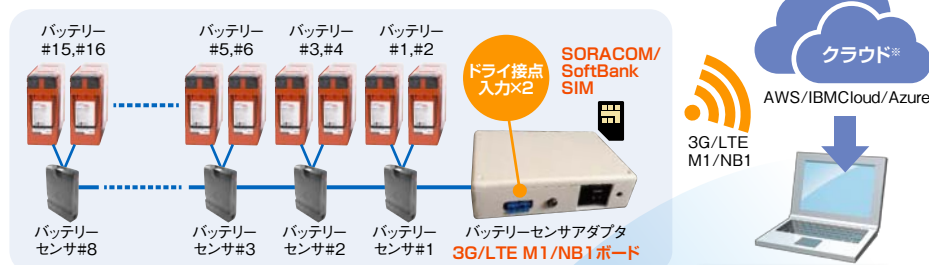 バッテリー
#15,#16
バッテリー
#5,#6
バッテリー
#3,#4
バッテリー
#1,#2
ドライ接点
入力×2
SORACOM/
SoftBank
SIM
クラウド※
AWS/IBMCloud/Azure
3G/LTE
M1/NB1
バッテリー
センサ#8
バッテリー
センサ#3
バッテリー
センサ#2
バッテリー
センサ#1
バッテリーセンサアダプタ
3G/LTE M1/NB1ボード